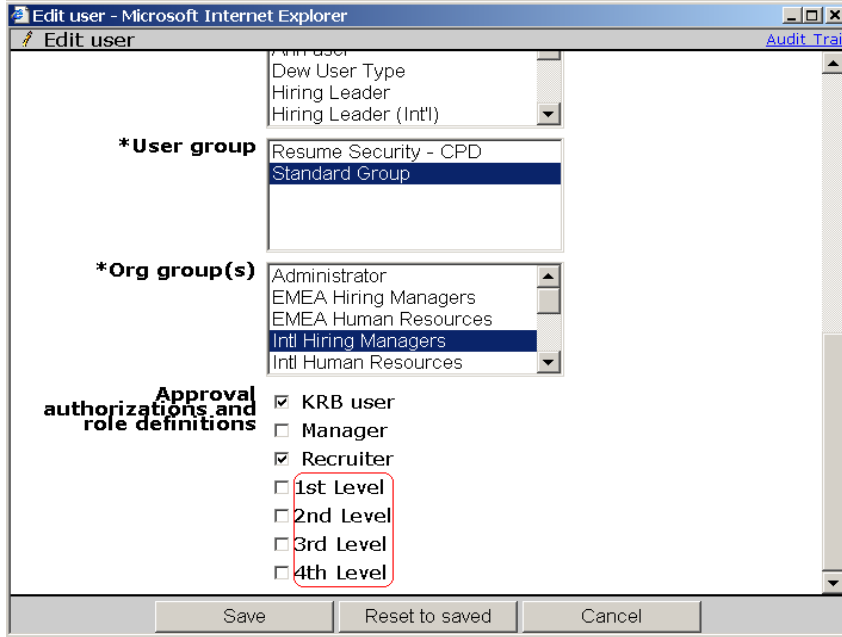 Edit user - Microsoft Internet Explorer
Edit user
Audit Trai
Dew User Type
Hiring Leader
Hiring Leader (Int'l)
*User group
Resume Security - CPD
Standard Group
*Org group(s)
Administrator
EMEA Hiring Managers
EMEA Human Resources
Intl Hiring Managers
Intl Human Resources
Approval
authorizations and
role definitions
KRB user
Manager
Recruiter
1st Level
2nd Level
3rd Level
4th Level
Save
Reset to saved
Cancel